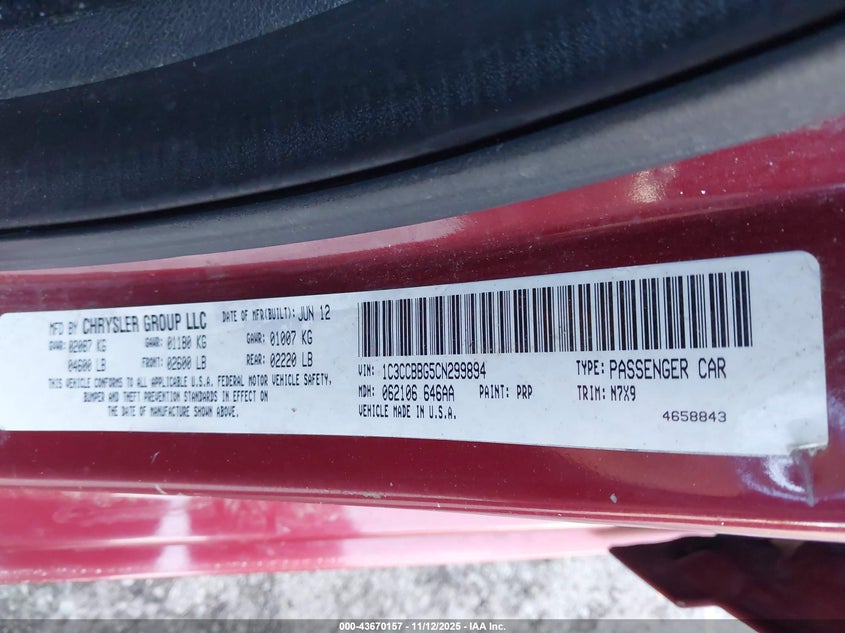 MFD BY CHRYSLER GROUP LLC DATE OF MFR(BUILT): JUN 12
GVWR: 02087 KG GAWR: 01180 KG GAWR: 01007 KG
04600 LB FRONT: 02600 LB REAR: 02220 LB
THIS VEHICLE CONFORMS TO ALL APPLICABLE U.S.A. FEDERAL MOTOR VEHICLE SAFETY,
BUMPER AND THEFT PREVENTION STANDARDS IN EFFECT ON
THE DATE OF MANUFACTURE SHOWN ABOVE.
VIN: 1C3CCBBG5CN299894 TYPE: PASSENGER CAR
MDH: 062106 646AA PAINT: PRP TRIM: N7X9
VEHICLE MADE IN U.S.A. 4658843
000-43670157 - 11/12/2025 - IAA Inc.